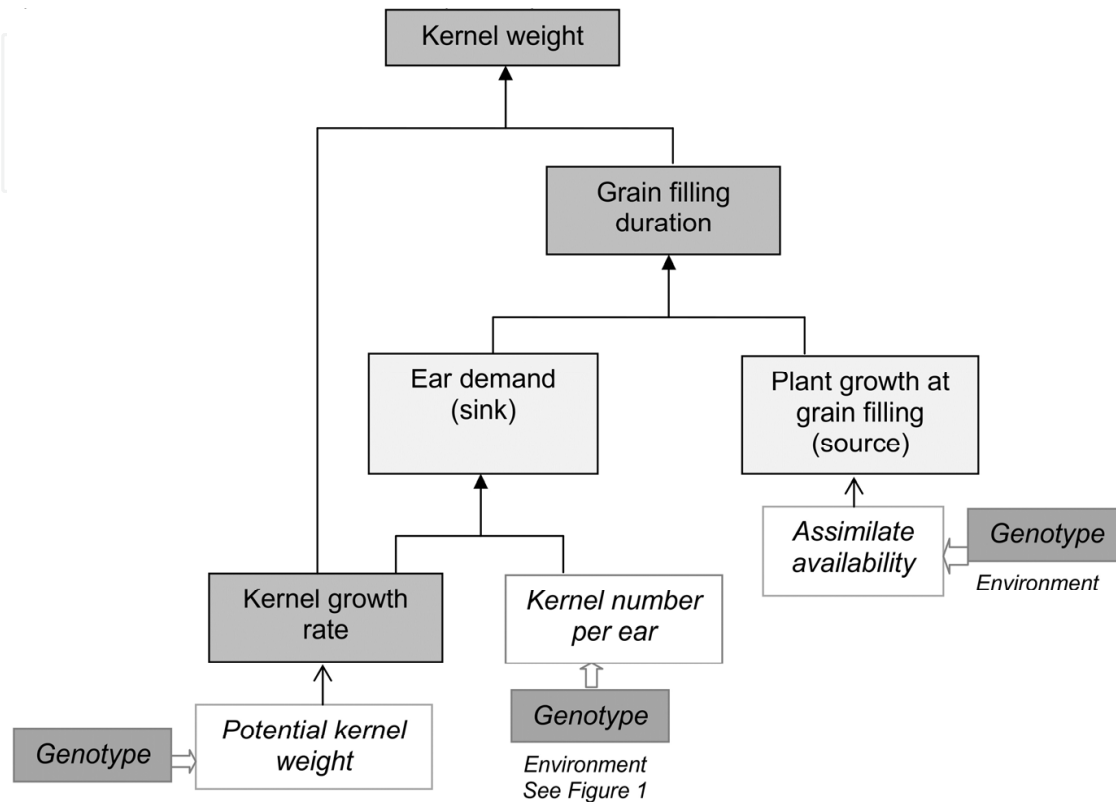 Kernel weight
Grain filling
duration
Ear demand
(sink)
Plant growth at
grain filling
(source)
Assimilate
availability
Genotype
Environment
Kernel growth
rate
Kernel number
per ear
Genotype
Environment
See Figure 1
Potential kernel
weight
Genotype